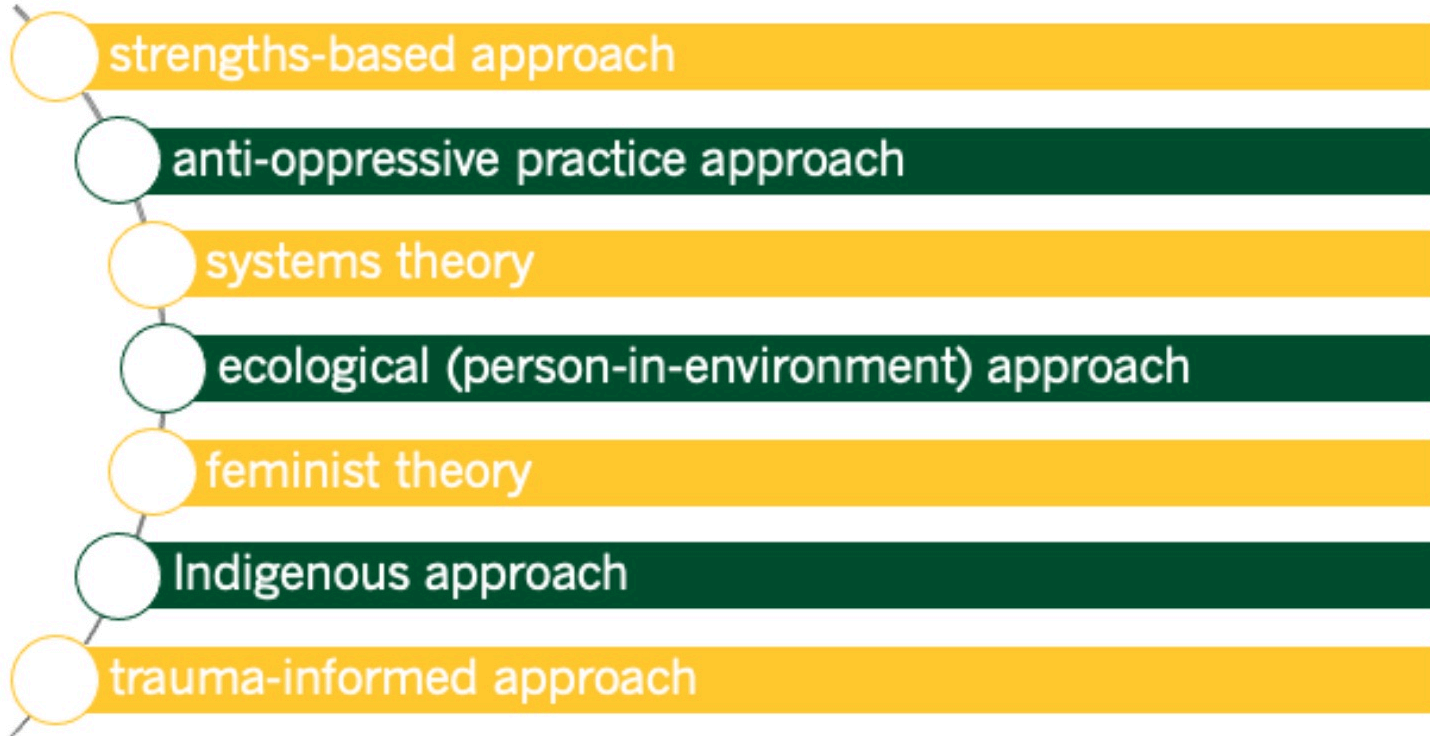 strengths-based approach
anti-oppressive practice approach
systems theory
ecological (person-in-environment) approach
feminist theory
Indigenous approach
trauma-informed approach